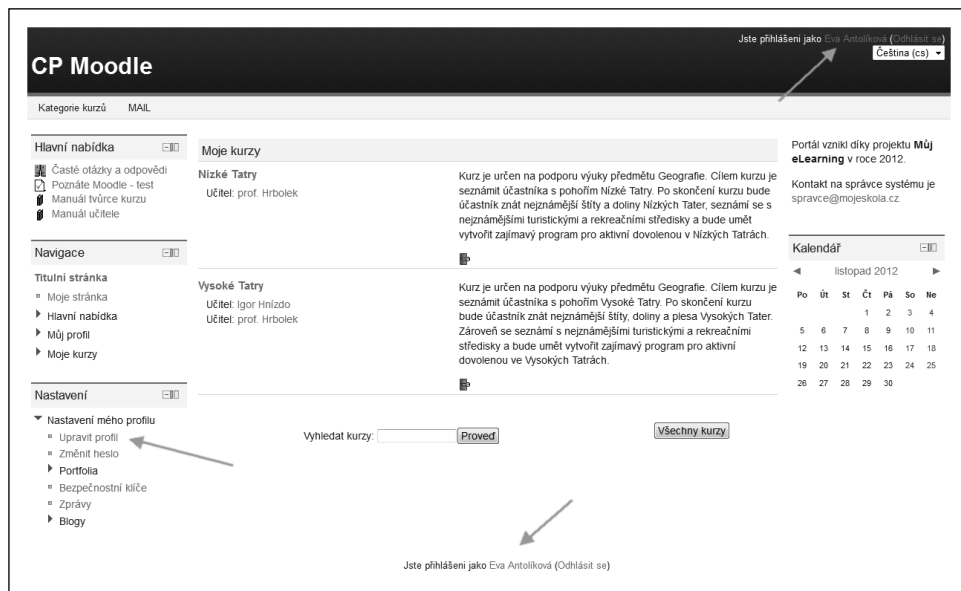 Jste přihlášeni jako Eva Antolíková (Odhlásit se)
Čeština (cs)
CP Moodle
Kategorie kurzů MAIL
Hlavní nabídka
Časté otázky a odpovědi
Poznáte Moodle - test
Manuál tvůrce kurzu
Manuál učitele
Navigace
Titulní stránka
Moje stránka
Hlavní nabídka
Můj profil
Moje kurzy
Nastavení
Nastavení mého profilu
Upravit profil
Změnit heslo
Portfolia
Bezpečnostní klíče
Zprávy
Blogy
Moje kurzy
Nízké Tatry
Učitel: prof. Hrbolek
Kurz je určen na podporu výuky předmětu Geografie. Cílem kurzu je
seznámit účastníka s pohořím Nízké Tatry. Po skončení kurzu bude
účastník znát nejznámější štíty a doliny Nízkých Tater, seznámí se s
nejznámějšími turistickými a rekreačními středisky a bude umět
vytvořit zajímavý program pro aktivní dovolenou v Nízkých Tatrách.
Vysoké Tatry
Učitel: Igor Hnízdo
Učitel: prof. Hrbolek
Kurz je určen na podporu výuky předmětu Geografie. Cílem kurzu je
seznámit účastníka s pohořím Vysoké Tatry. Po skončení kurzu
bude účastník znát nejznámější štíty, doliny a plesa Vysokých Tater.
Zároveň se seznámí s nejznámějšími turistickými a rekreačními
středisky a bude umět vytvořit zajímavý program pro aktivní
dovolenou ve Vysokých Tatrách.
Vyhledat kurzy: Proveď
Všechny kurzy
Portál vznikl díky projektu Můj
eLearning v roce 2012.
Kontakt na správce systému je
spravce@mojeskola.cz
Kalendář
listopad 2012
Po Út St Čt Pá So Ne
1 2 3 4
5 6 7 8 9 10 11
12 13 14 15 16 17 18
19 20 21 22 23 24 25
26 27 28 29 30
Jste přihlášeni jako Eva Antolíková (Odhlásit se)